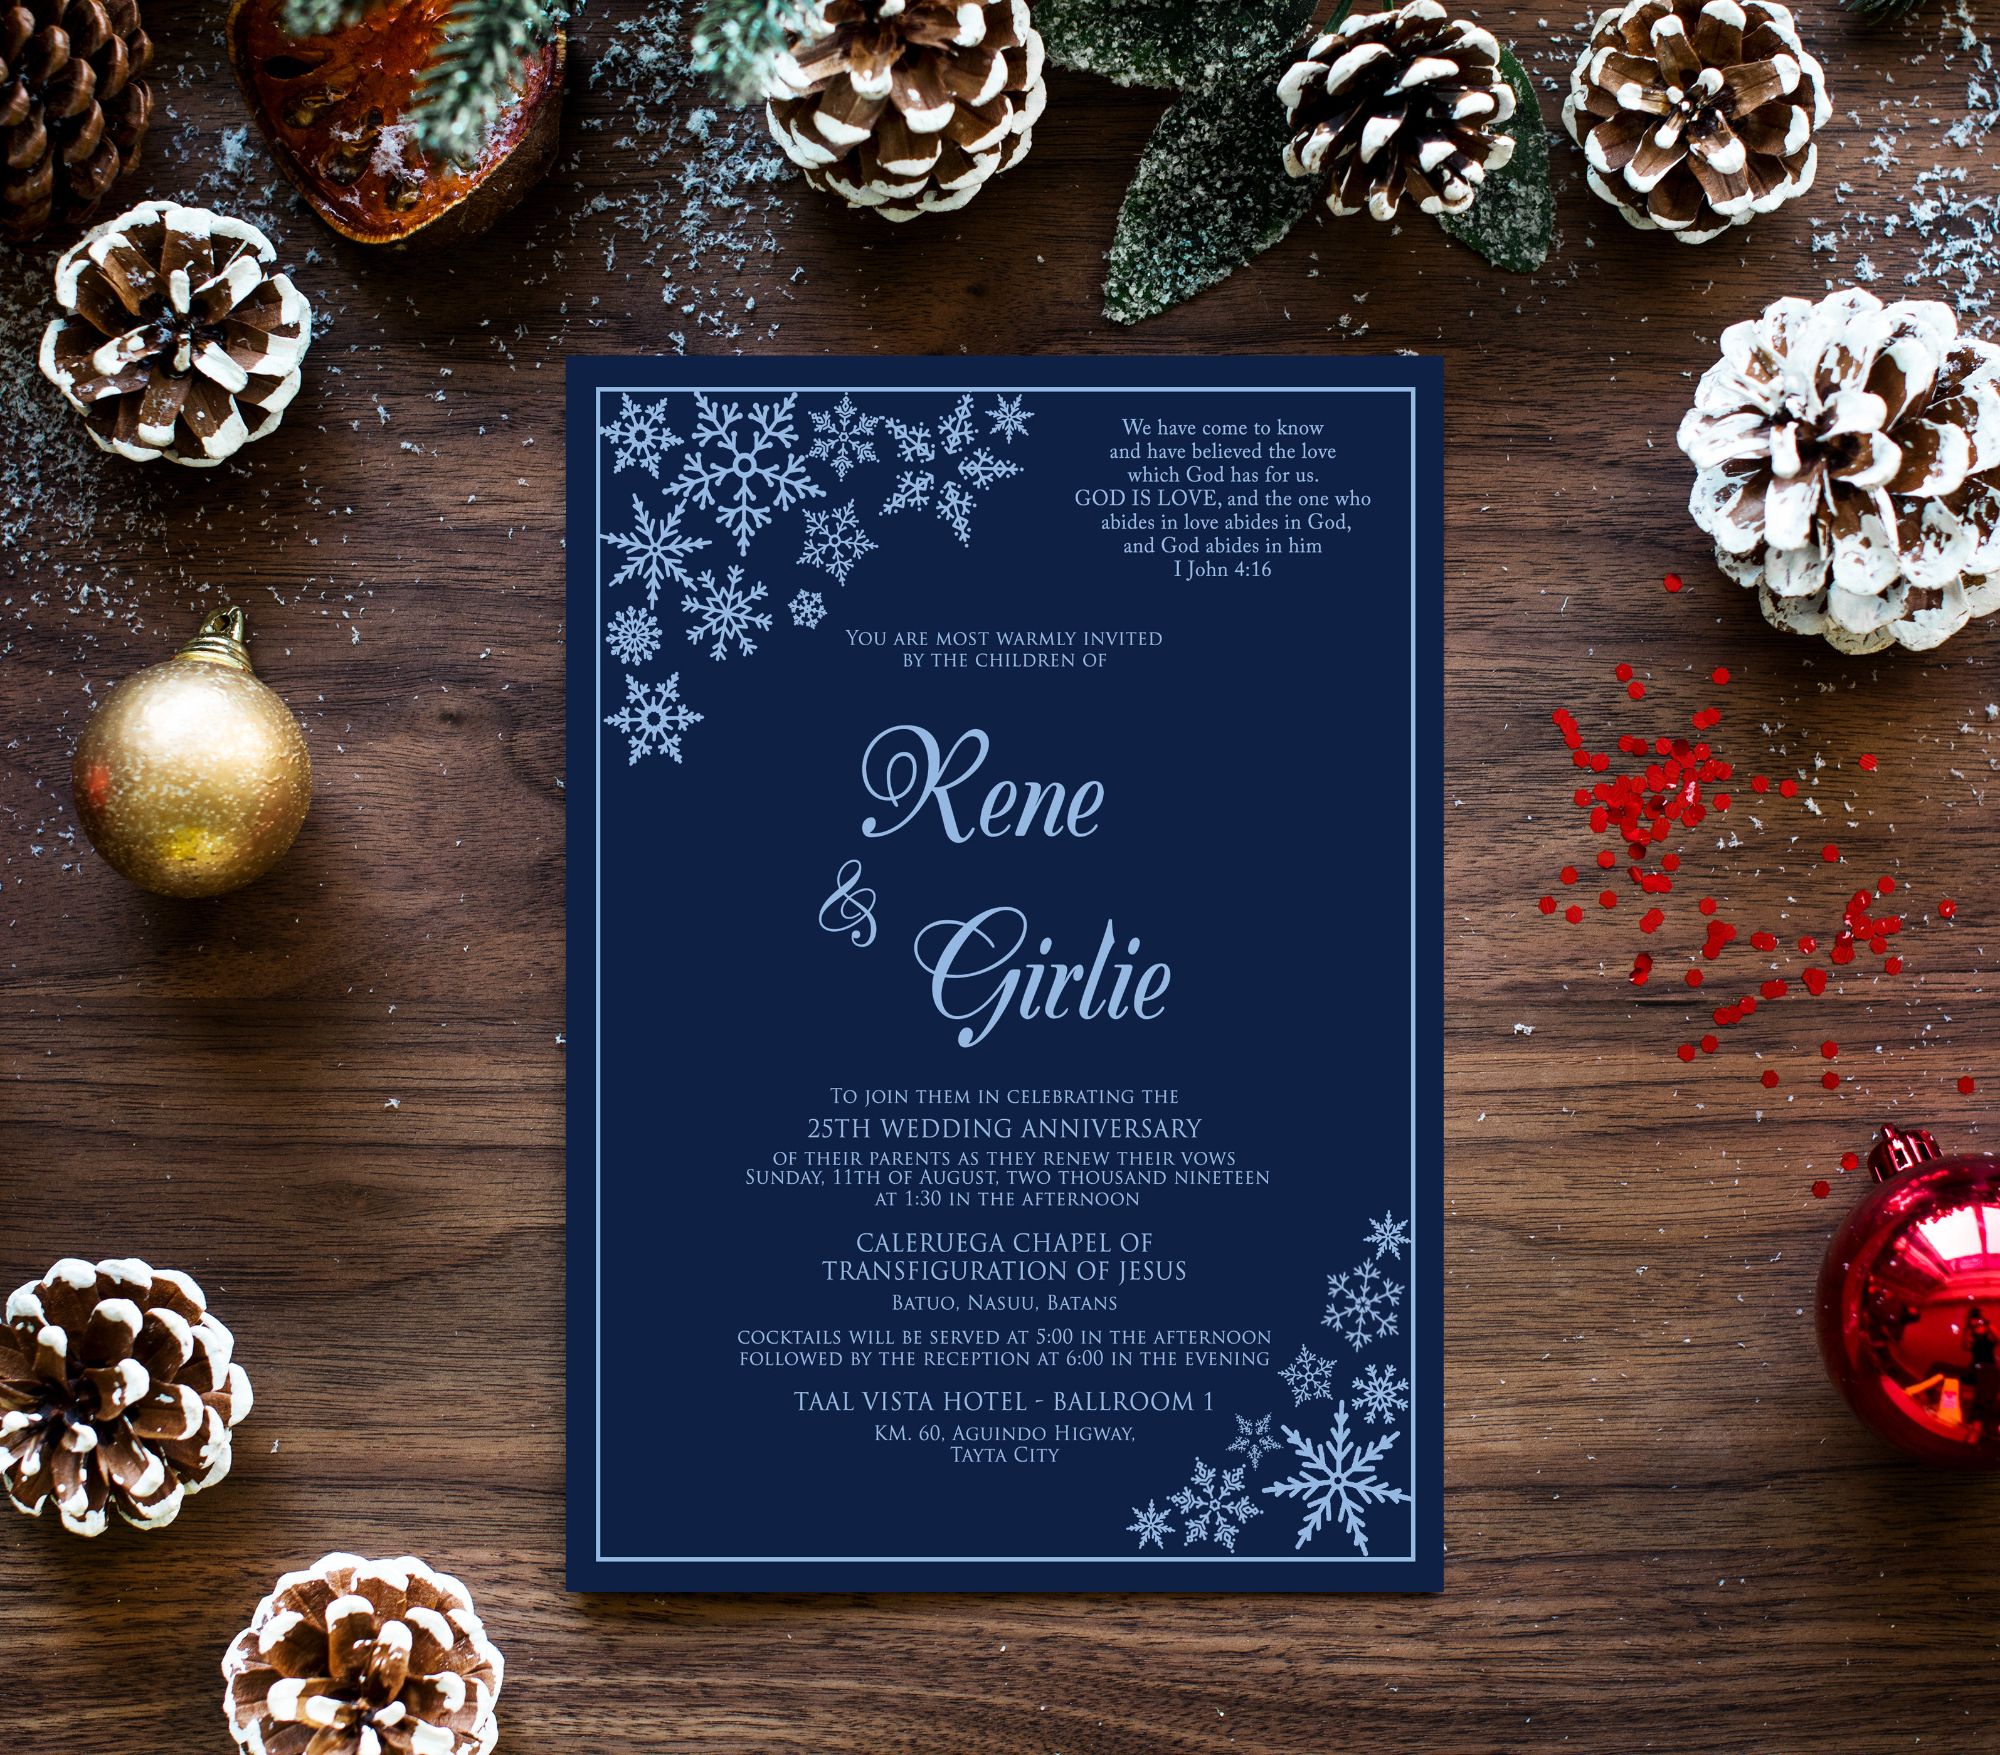 We have come to know
and have believed the love
which God has for us.
GOD IS LOVE, and the one who
abides in love abides in God,
and God abides in him
I John 4:16
You are most warmly invited
by the children of
Rene
&
Girlie
To join them in celebrating the
25TH WEDDING ANNIVERSARY
of their parents as they renew their vows
Sunday, 11th of August, two thousand nineteen
at 1:30 in the afternoon
CALERUEGA CHAPEL OF
TRANSFIGURATION OF JESUS
Batuo, Nasuu, Batans
cocktails will be served at 5:00 in the afternoon
followed by the reception at 6:00 in the evening
TAAL VISTA HOTEL - BALLROOM 1
KM. 60, Aguindo Higway,
Tayta City